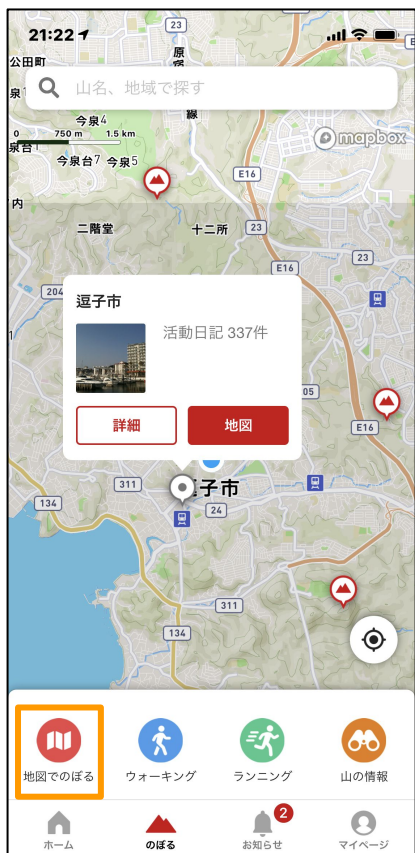 21:22
23
原
公田町
山名、地域で探す
今泉4
線
0 750 m 1.5 km
mapbox
今泉台7 今泉5
E16
内
二階堂
十二所
23
23
E16
204
逗子市
活動日記 337件
05
詳細
地図
E16
311
子市
134
24
311
134
地図でのぼる
ウォーキング
ランニング
山の情報
2
ホーム
のぼる
お知らせ
マイページ